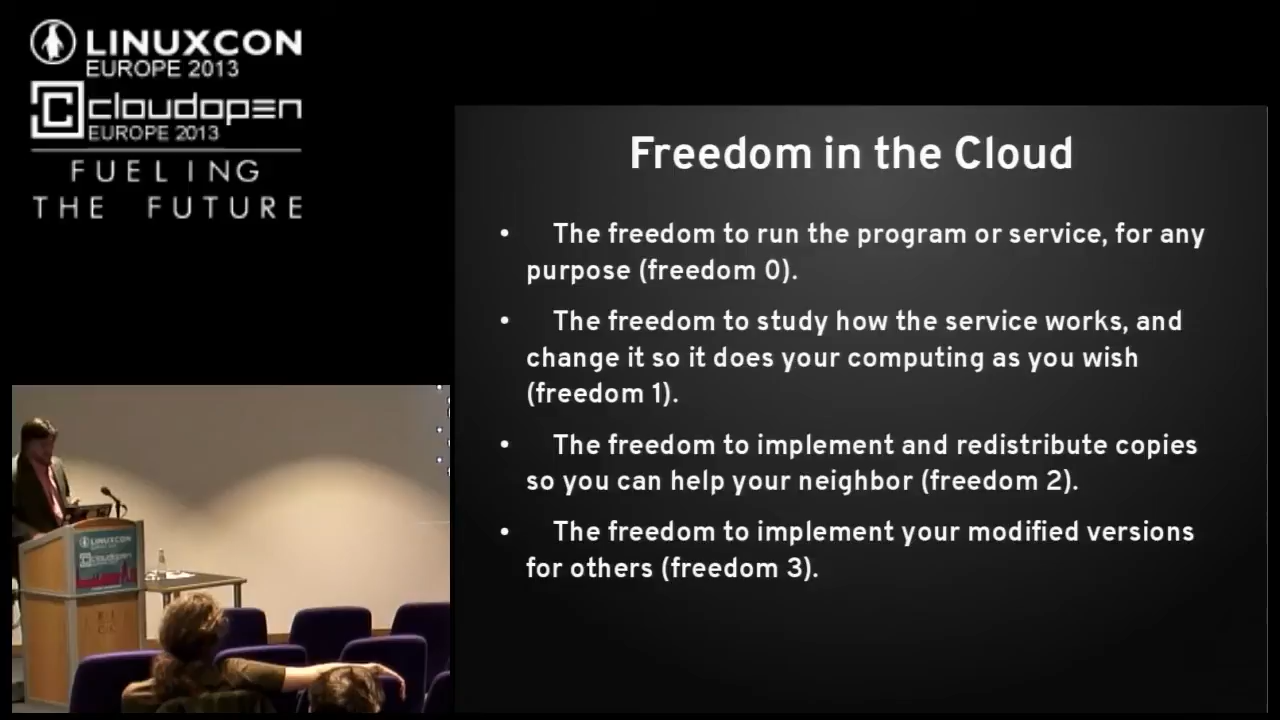 LINUXCON
EUROPE 2013
cloudopen
EUROPE 2013
FUELING
THE FUTURE
Freedom in the Cloud
• The freedom to run the program or service, for any
purpose (freedom 0).
• The freedom to study how the service works, and
change it so it does your computing as you wish
(freedom 1).
• The freedom to implement and redistribute copies
so you can help your neighbor (freedom 2).
• The freedom to implement your modified versions
for others (freedom 3).
LINUXCON
cloudopen